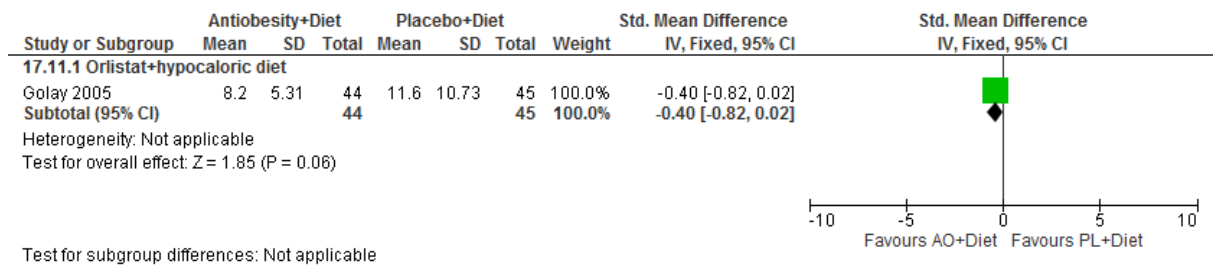 Antiobesity+Diet Placebo+Diet Std. Mean Difference Std. Mean Difference
Study or Subgroup Mean SD Total Mean SD Total Weight IV, Fixed, 95% CI IV, Fixed, 95% CI
17.11.1 Orlistat+hypocaloric diet
Golay 2005 8.2 5.31 44 11.6 10.73 45 100.0% -0.40 [-0.82, 0.02]
Subtotal (95% CI) 44 45 100.0% -0.40 [-0.82, 0.02]
Heterogeneity: Not applicable
Test for overall effect: Z = 1.85 (P = 0.06)
-10 -5 0 5 10
Favours AO+Diet Favours PL+Diet
Test for subgroup differences: Not applicable